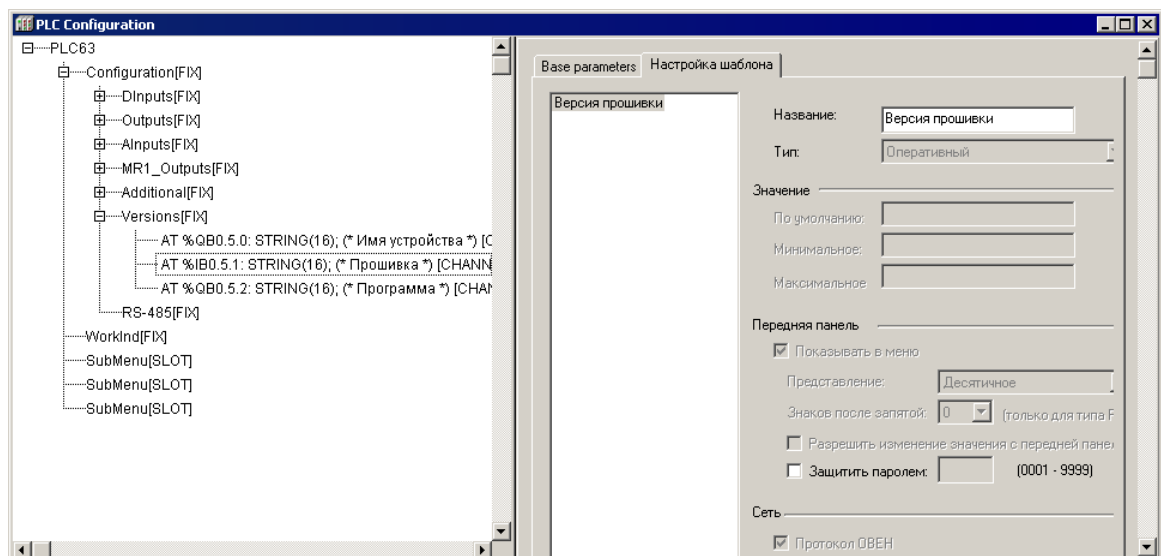 PLC Configuration
PLC63
Configuration[FIX]
DInputs[FIX]
Outputs[FIX]
AInputs[FIX]
MR1_Outputs[FIX]
Additional[FIX]
Versions[FIX]
AT %QB0.5.0: STRING(16); (* Имя устройства *) [C
AT %IB0.5.1: STRING(16); (* Прошивка *) [CHANN
AT %QB0.5.2: STRING(16); (* Программа *) [CHAN
RS-485[FIX]
WorkInd[FIX]
SubMenu[SLOT]
SubMenu[SLOT]
SubMenu[SLOT]
Base parameters Настройка шаблона
Версия прошивки
Название: Версия прошивки
Тип: Оперативный
Значение
По умолчанию:
Минимальное:
Максимальное
Передняя панель
Показывать в меню
Представление: Десятичное
Знаков после запятой: 0 (только для типа F
Разрешить изменение значения с передней панел
Защитить паролем: (0001 - 9999)
Сеть
Протокол ОВЕН